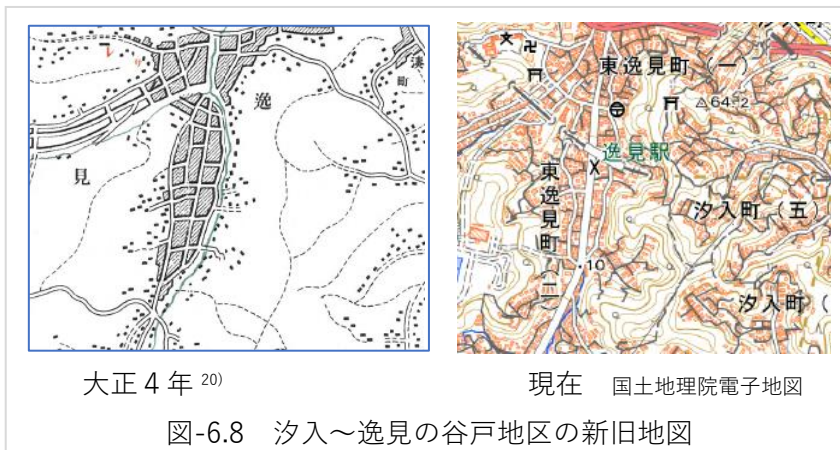 逸
見
湊町
東逸見町（一）
64.2
逸見駅
東逸見町（二）
汐入町（五）
10
汐入町（
大正４年 20)
現在 国土地理院電子地図
図-6.8 汐入～逸見の谷戸地区の新旧地図